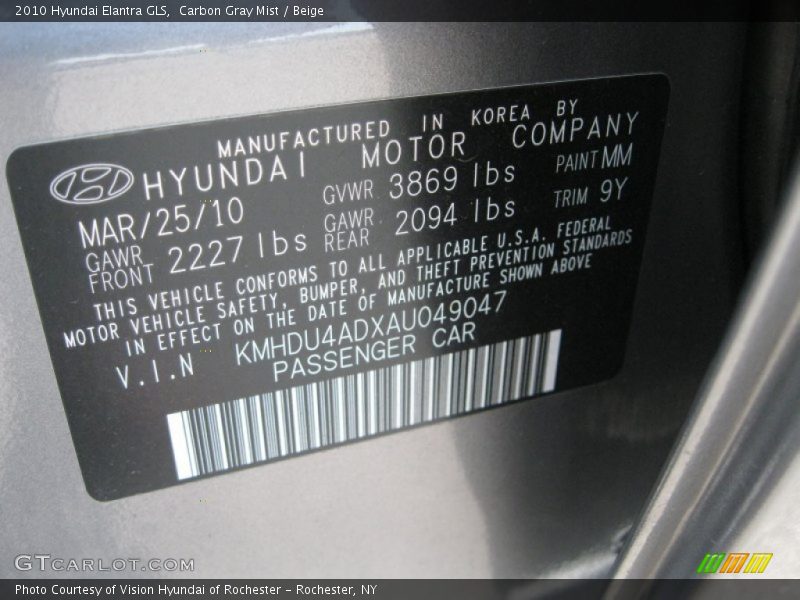 2010 Hyundai Elantra GLS,  Carbon Gray Mist / Beige
MANUFACTURED IN KOREA BY
HYUNDAI MOTOR COMPANY
MAR/25/10 GVWR 3869 lbs PAINT MM
GAWR FRONT 2227 lbs GAWR REAR 2094 lbs TRIM 9Y
THIS VEHICLE CONFORMS TO ALL APPLICABLE U.S.A. FEDERAL
MOTOR VEHICLE SAFETY, BUMPER, AND THEFT PREVENTION STANDARDS
IN EFFECT ON THE DATE OF MANUFACTURE SHOWN ABOVE
V.I.N KMHDU4ADXAU049047
PASSENGER CAR
GTCARLOT.COM
Photo Courtesy of Vision Hyundai of Rochester - Rochester, NY